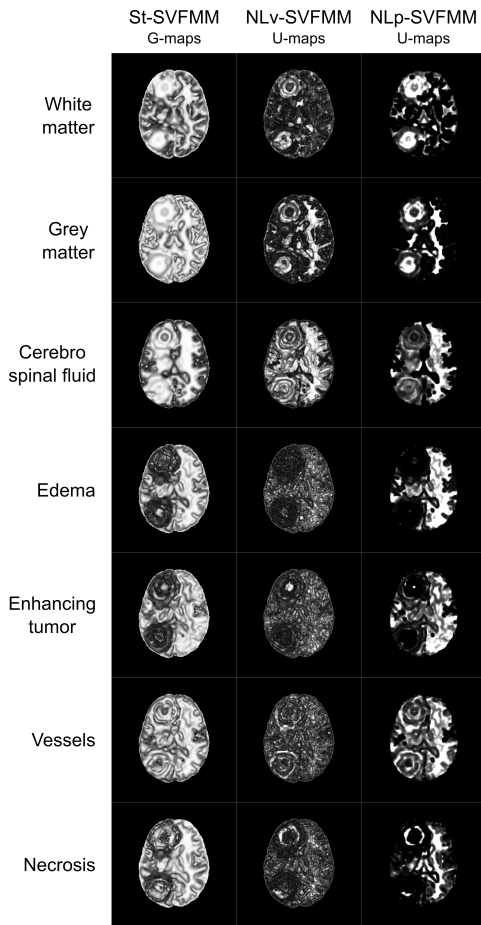 St-SVFMM NLv-SVFMM NLp-SVFMM
G-maps U-maps U-maps
White
matter
Grey
matter
Cerebro
spinal fluid
Edema
Enhancing
tumor
Vessels
Necrosis